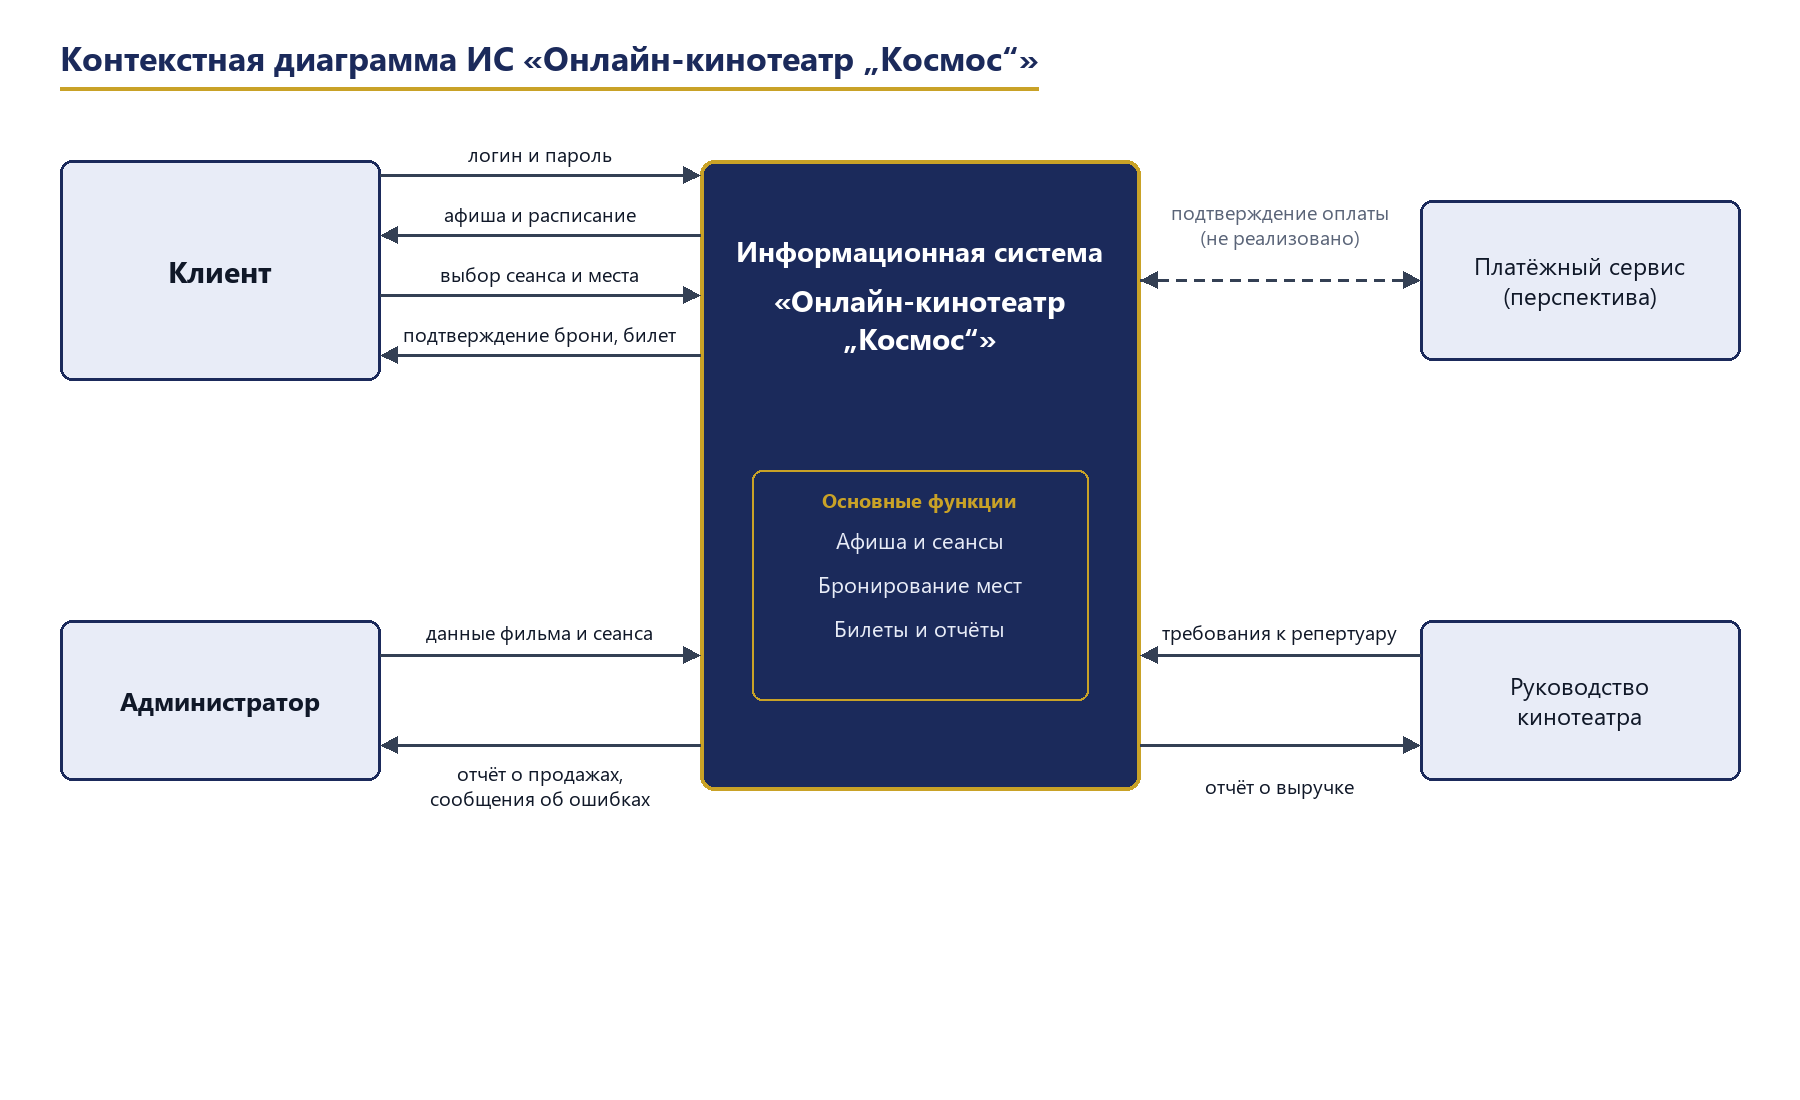 Контекстная диаграмма ИС «Онлайн-кинотеатр „Космос“»
Клиент
логин и пароль
афиша и расписание
выбор сеанса и места
подтверждение брони, билет
Информационная система
«Онлайн-кинотеатр
„Космос“»
подтверждение оплаты
(не реализовано)
Платёжный сервис
(перспектива)
Основные функции
Афиша и сеансы
Бронирование мест
Билеты и отчёты
Администратор
данные фильма и сеанса
отчёт о продажах,
сообщения об ошибках
требования к репертуару
отчёт о выручке
Руководство
кинотеатра